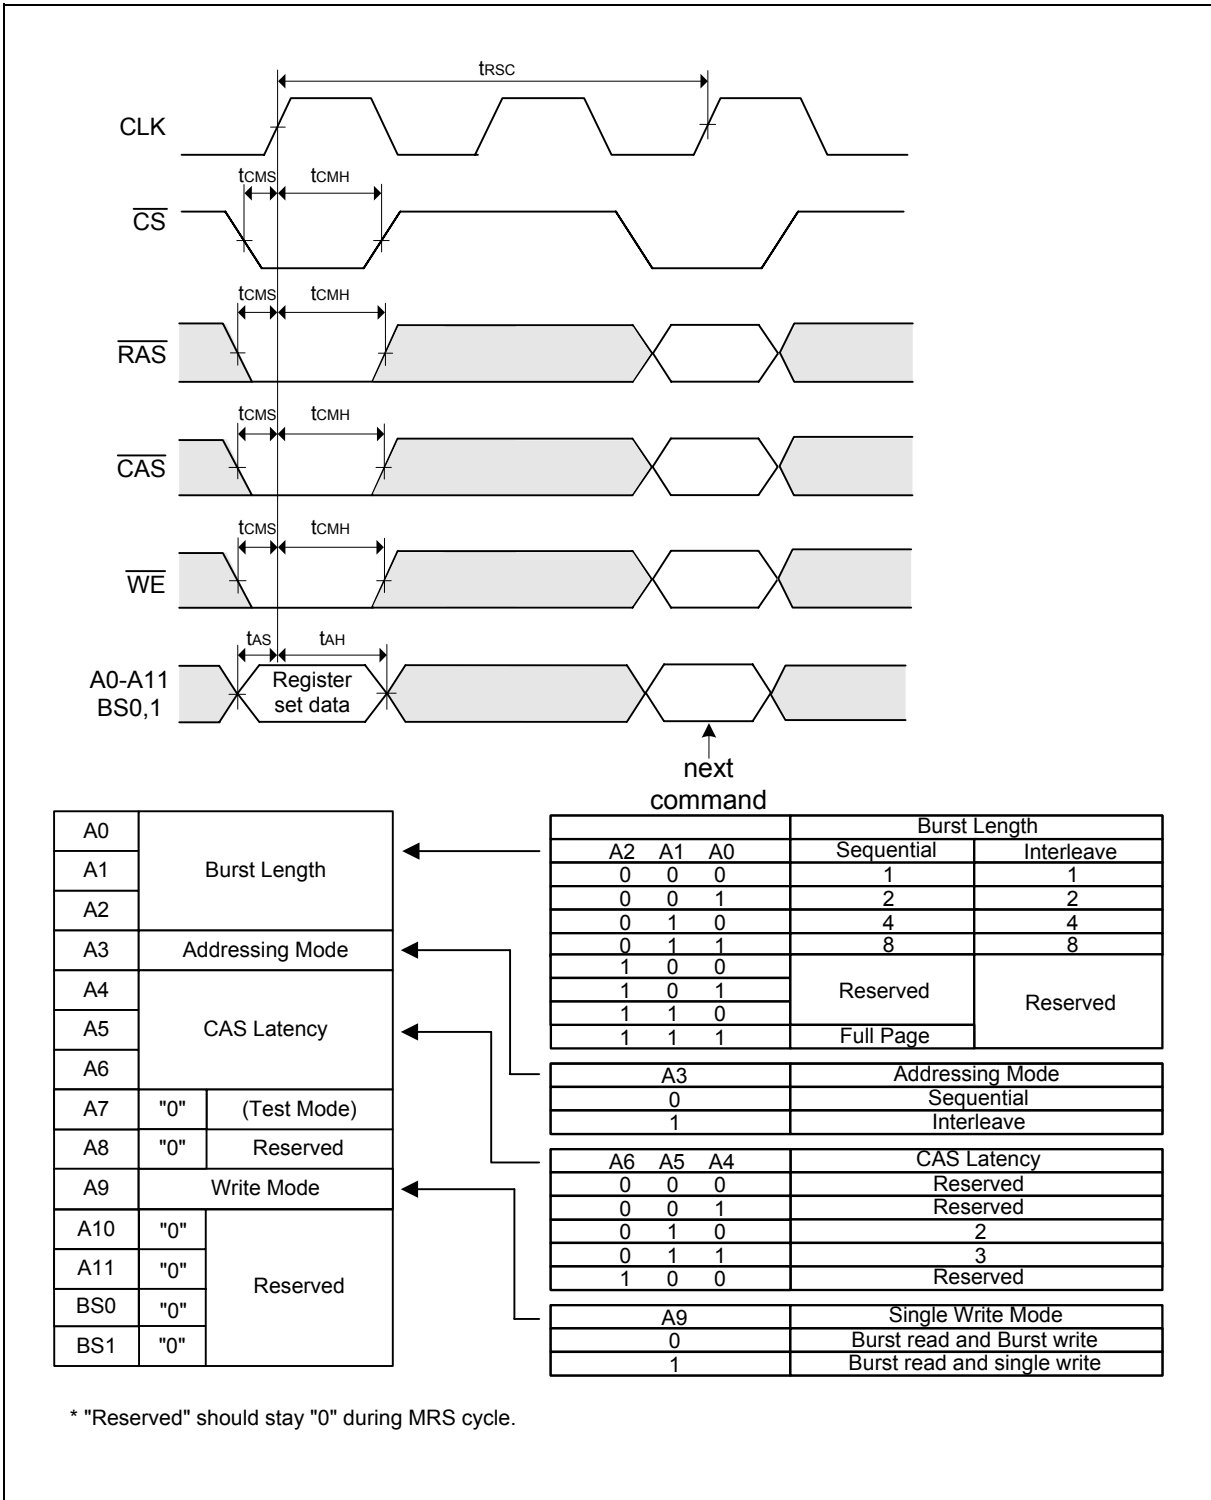 tRSC
CLK
tCMS tCMH
CS
tCMS tCMH
RAS
tCMS tCMH
CAS
tCMS tCMH
WE
tAS tAH
A0-A11 Register
BS0,1 set data
next
command
A0
A1 Burst Length
A2
A3 Addressing Mode
A4
A5 CAS Latency
A6
A7 "0" (Test Mode)
A8 "0" Reserved
A9 Write Mode
A10 "0"
A11 "0"
Reserved
BS0 "0"
BS1 "0"
Burst Length
A2 A1 A0 Sequential Interleave
0 0 0 1 1
0 0 1 2 2
0 1 0 4 4
0 1 1 8 8
1 0 0
1 0 1 Reserved Reserved
1 1 0
1 1 1 Full Page
A3 Addressing Mode
0 Sequential
1 Interleave
A6 A5 A4 CAS Latency
0 0 0 Reserved
0 0 1 Reserved
0 1 0 2
0 1 1 3
1 0 0 Reserved
A9 Single Write Mode
0 Burst read and Burst write
1 Burst read and single write
* "Reserved" should stay "0" during MRS cycle.